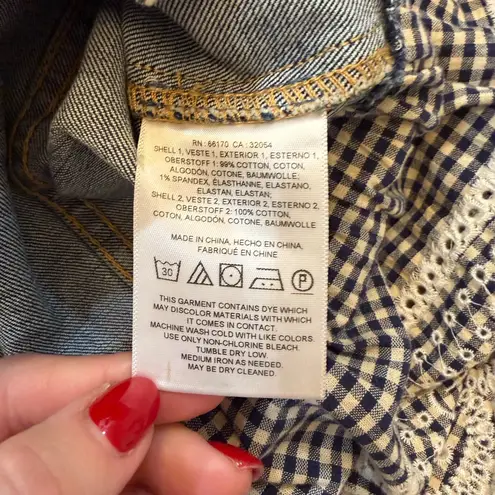 RN : 66170 CA : 32054
SHELL 1, VESTE 1, EXTERIOR 1, ESTERNO 1,
OBERSTOFF 1: 99% COTTON, COTON,
ALGODÓN, COTONE, BAUMWOLLE;
1% SPANDEX, ÉLASTHANNE, ELASTANO,
ELASTAN, ELASTAN;
SHELL 2, VESTE 2, EXTERIOR 2, ESTERNO 2,
OBERSTOFF 2: 100% COTTON,
COTON, ALGODÓN, COTONE, BAUMWOLLE
MADE IN CHINA, HECHO EN CHINA,
FABRIQUÉ EN CHINE
30 P
THIS GARMENT CONTAINS DYE WHICH
MAY DISCOLOR MATERIALS WITH WHICH
IT COMES IN CONTACT.
MACHINE WASH COLD WITH LIKE COLORS.
USE ONLY NON-CHLORINE BLEACH.
TUMBLE DRY LOW.
MEDIUM IRON AS NEEDED.
MAY BE DRY CLEANED.